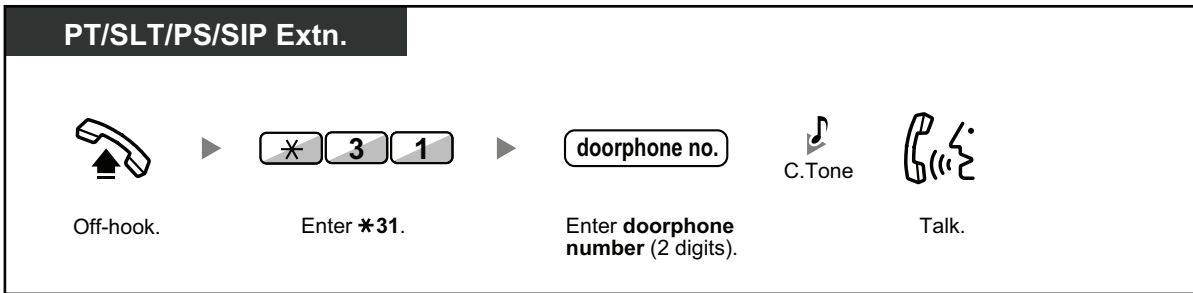 PT/SLT/PS/SIP Extn.
✱ 3 1
doorphone no.
C.Tone
Off-hook.
Enter ✱31.
Enter doorphone
number (2 digits).
Talk.